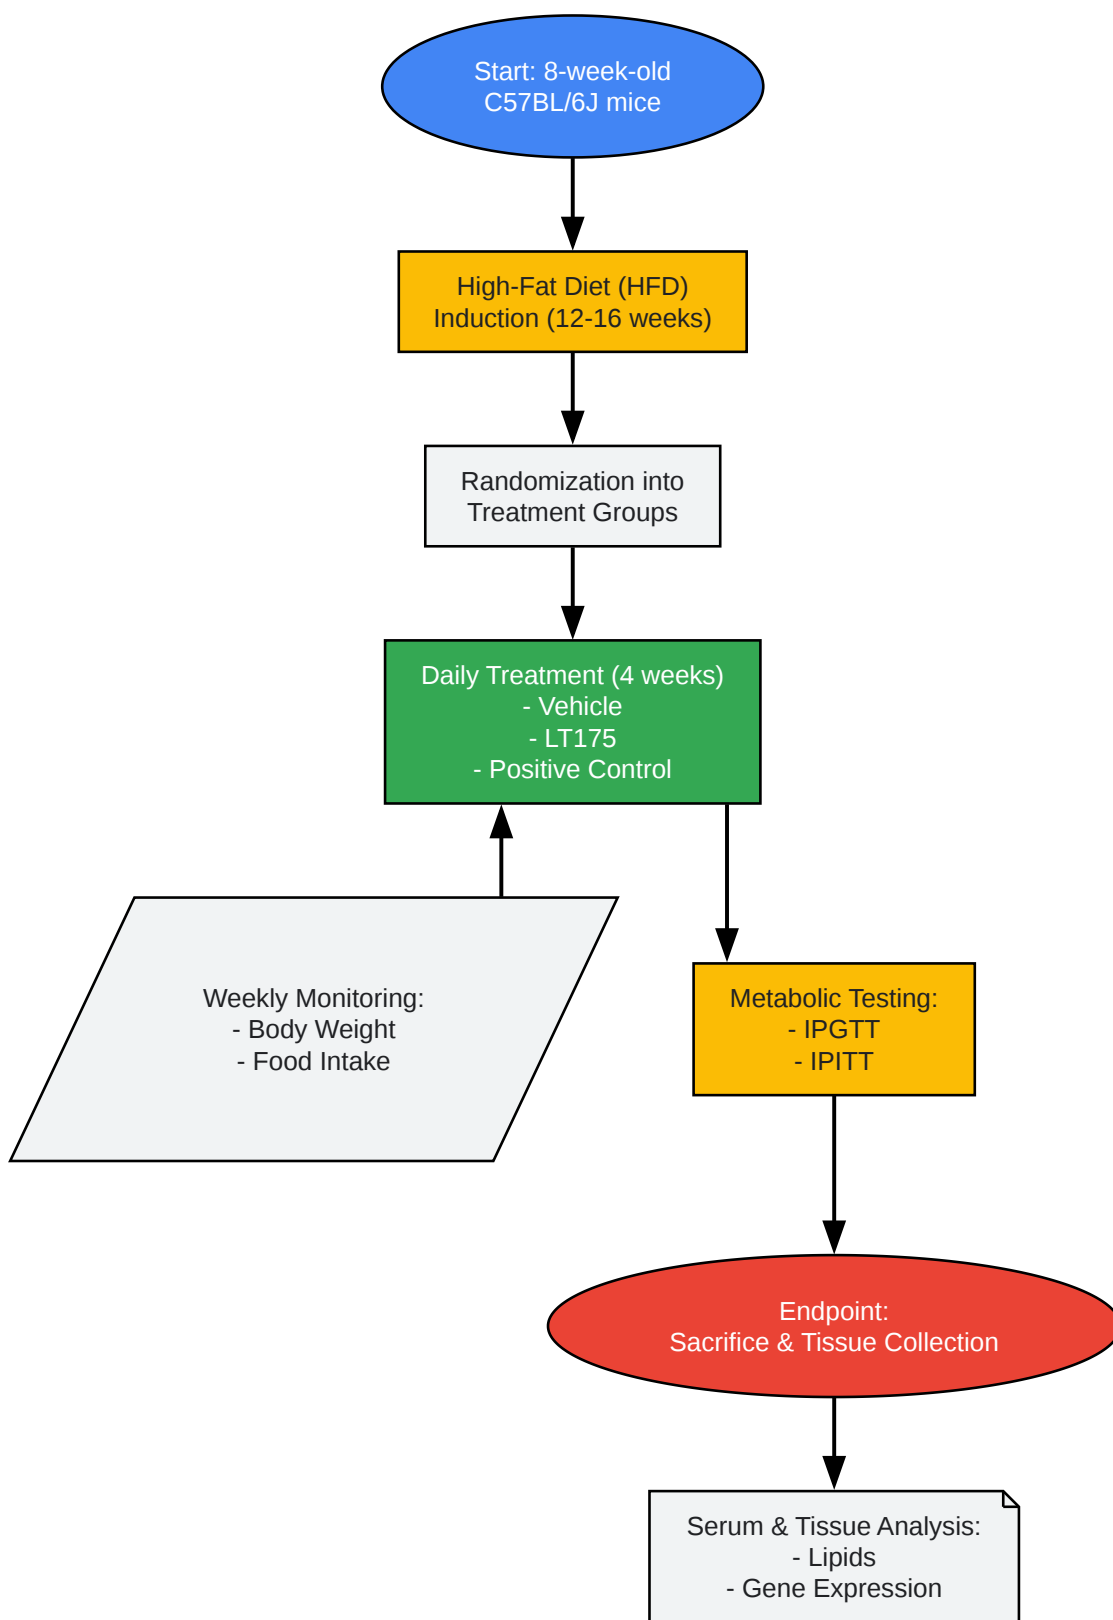 Start: 8-week-old
C57BL/6J mice
High-Fat Diet (HFD)
Induction (12-16 weeks)
Randomization into
Treatment Groups
Daily Treatment (4 weeks)
- Vehicle
- LT175
- Positive Control
Weekly Monitoring:
- Body Weight
- Food Intake
Metabolic Testing:
- IPGTT
- IPITT
Endpoint:
Sacrifice & Tissue Collection
Serum & Tissue Analysis:
- Lipids
- Gene Expression